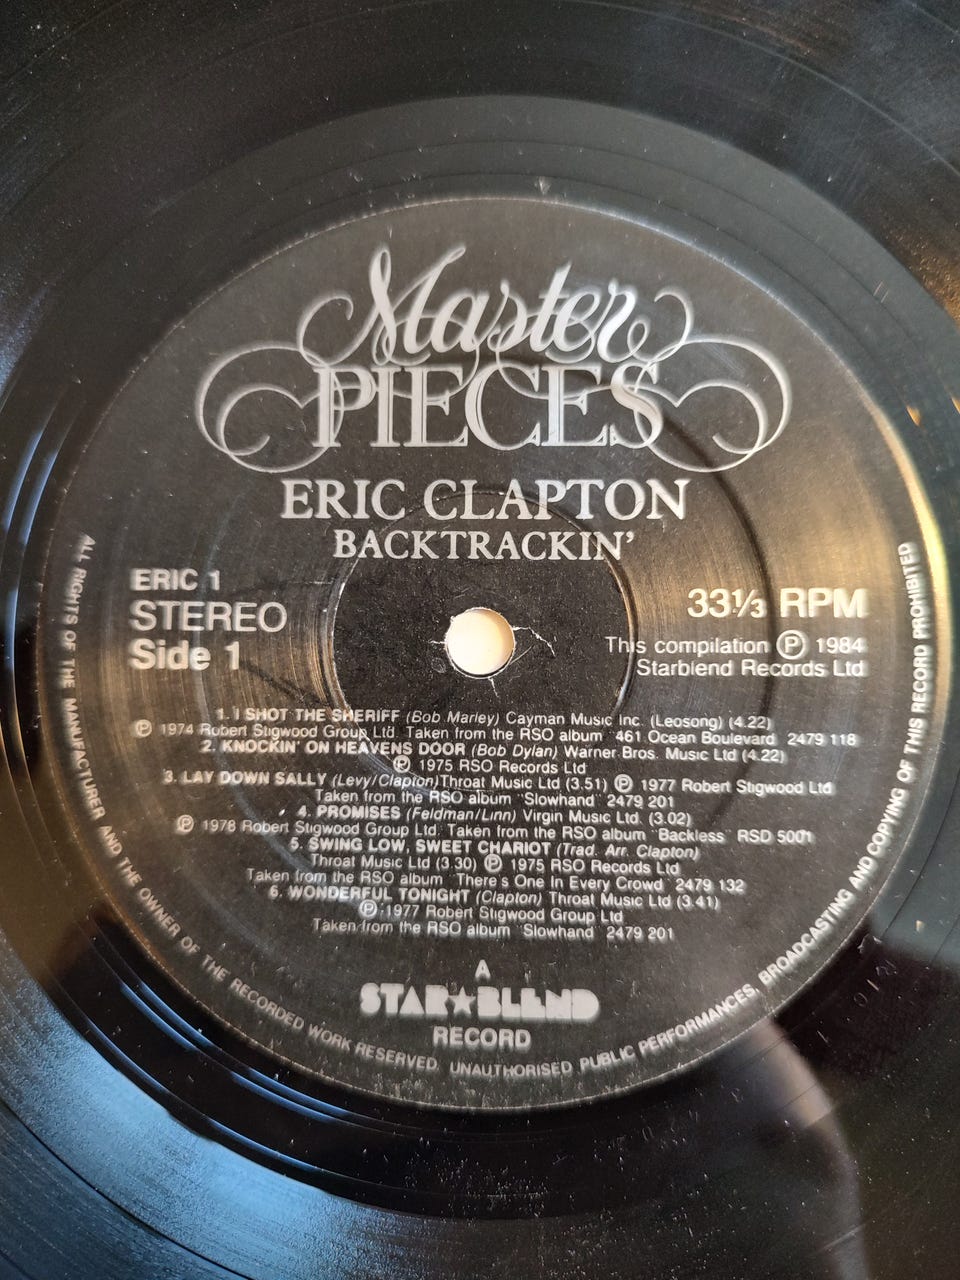 Master
PIECES
ERIC CLAPTON
BACKTRACKIN'
ERIC 1
STEREO
Side 1
33⅓ RPM
This compilation ℗ 1984
Starblend Records Ltd
1. I SHOT THE SHERIFF (Bob Marley) Cayman Music Inc. (Leosong) (4.22)
℗ 1974 Robert Stigwood Group Ltd. Taken from the RSO album "461 Ocean Boulevard" 2479 118
2. KNOCKIN' ON HEAVENS DOOR (Bob Dylan) Warner Bros. Music Ltd (4.22)
℗ 1975 RSO Records Ltd
3. LAY DOWN SALLY (Levy/Clapton) Throat Music Ltd (3.51) ℗ 1977 Robert Stigwood Ltd
Taken from the RSO album "Slowhand" 2479 201
4. PROMISES (Feldman/Linn) Virgin Music Ltd. (3.02)
℗ 1978 Robert Stigwood Group Ltd. Taken from the RSO album "Backless" RSD 5001
5. SWING LOW, SWEET CHARIOT (Trad. Arr. Clapton)
Throat Music Ltd (3.30) ℗ 1975 RSO Records Ltd
Taken from the RSO album "There's One In Every Crowd" 2479 132
6. WONDERFUL TONIGHT (Clapton) Throat Music Ltd (3.41)
℗ 1977 Robert Stigwood Group Ltd
Taken from the RSO album "Slowhand" 2479 201
A
STAR★BLEND
RECORD
ALL RIGHTS OF THE MANUFACTURER AND THE OWNER OF THE RECORDED WORK RESERVED. UNAUTHORISED PUBLIC PERFORMANCES, BROADCASTING AND COPYING OF THIS RECORD PROHIBITED